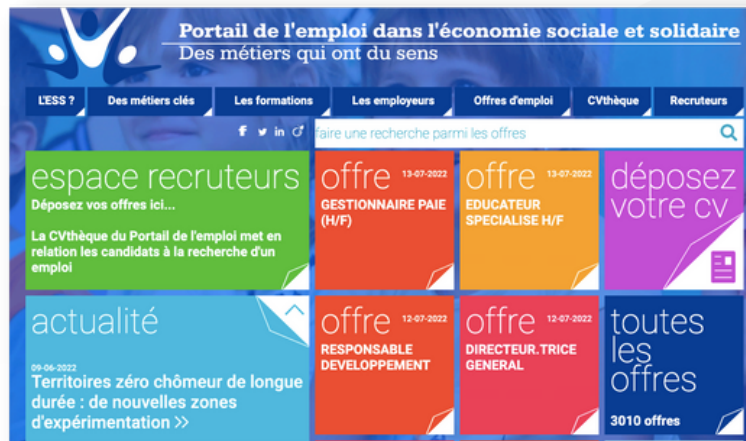 Portail de l'emploi dans l'économie sociale et solidaire
Des métiers qui ont du sens
L'ESS ?
Des métiers clés
Les formations
Les employeurs
Offres d'emploi
CVthèque
Recruteurs
faire une recherche parmi les offres
espace recruteurs
Déposez vos offres ici...
La CVthèque du Portail de l'emploi met en
relation les candidats à la recherche d'un
emploi
offre 13-07-2022
GESTIONNAIRE PAIE
(H/F)
offre 13-07-2022
EDUCATEUR
SPECIALISE H/F
déposez
votre cv
actualité
09-06-2022
Territoires zéro chômeur de longue
durée : de nouvelles zones
d'expérimentation >>
offre 12-07-2022
RESPONSABLE
DEVELOPPEMENT
offre 12-07-2022
DIRECTEUR.TRICE
GENERAL
toutes
les
offres
3010 offres